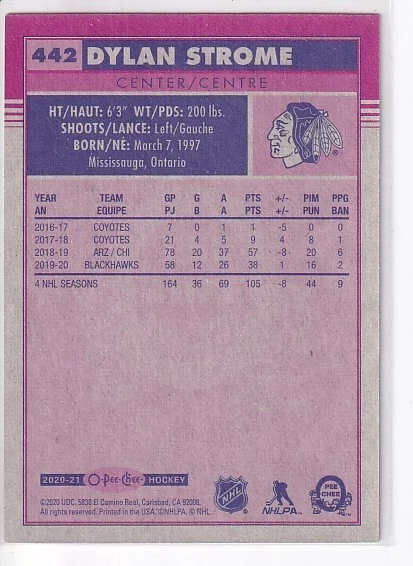 442 DYLAN STROME
CENTER/CENTRE
HT/HAUT: 6'3" WT/PDS: 200 lbs.
SHOOTS/LANCE: Left/Gauche
BORN/NÉ: March 7, 1997
Mississauga, Ontario
YEAR TEAM GP G A PTS +/- PIM PPG
AN EQUIPE PJ B A PTS +/- PUN BAN
2016-17 COYOTES 7 0 1 1 -5 0 0
2017-18 COYOTES 21 4 5 9 4 8 1
2018-19 ARZ / CHI 78 20 37 57 -8 20 6
2019-20 BLACKHAWKS 58 12 26 38 1 16 2
4 NHL SEASONS 164 36 69 105 -8 44 9
2020-21 O-Pee-Chee HOCKEY
©2020 UDC. 5830 El Camino Real, Carlsbad, CA 92008.
All rights reserved. Printed in the USA. ©NHLPA. © NHL.
NHL
NHLPA
O PEE CHEE